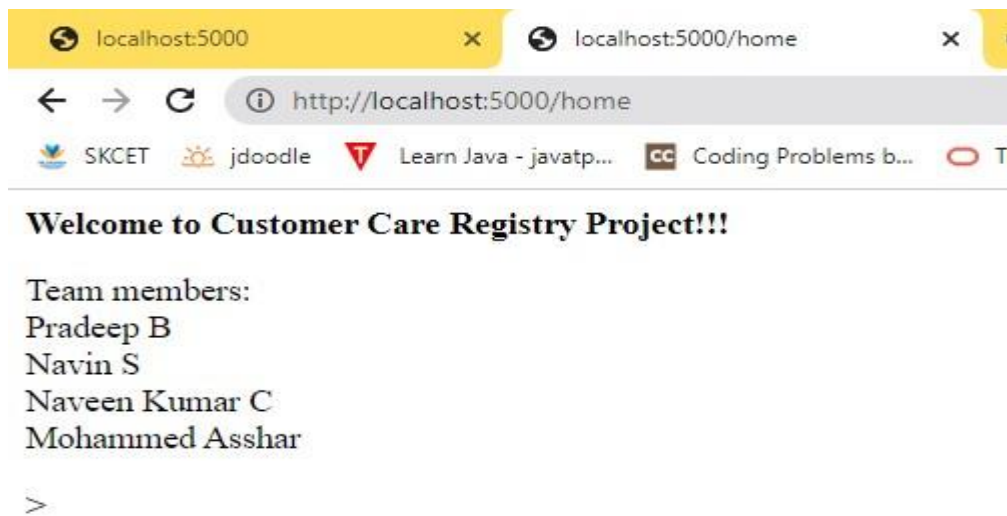 localhost:5000 × localhost:5000/home ×
http://localhost:5000/home
SKCET jdoodle T Learn Java - javatp... CC Coding Problems b... T
Welcome to Customer Care Registry Project!!!
Team members:
Pradeep B
Navin S
Naveen Kumar C
Mohammed Asshar
>